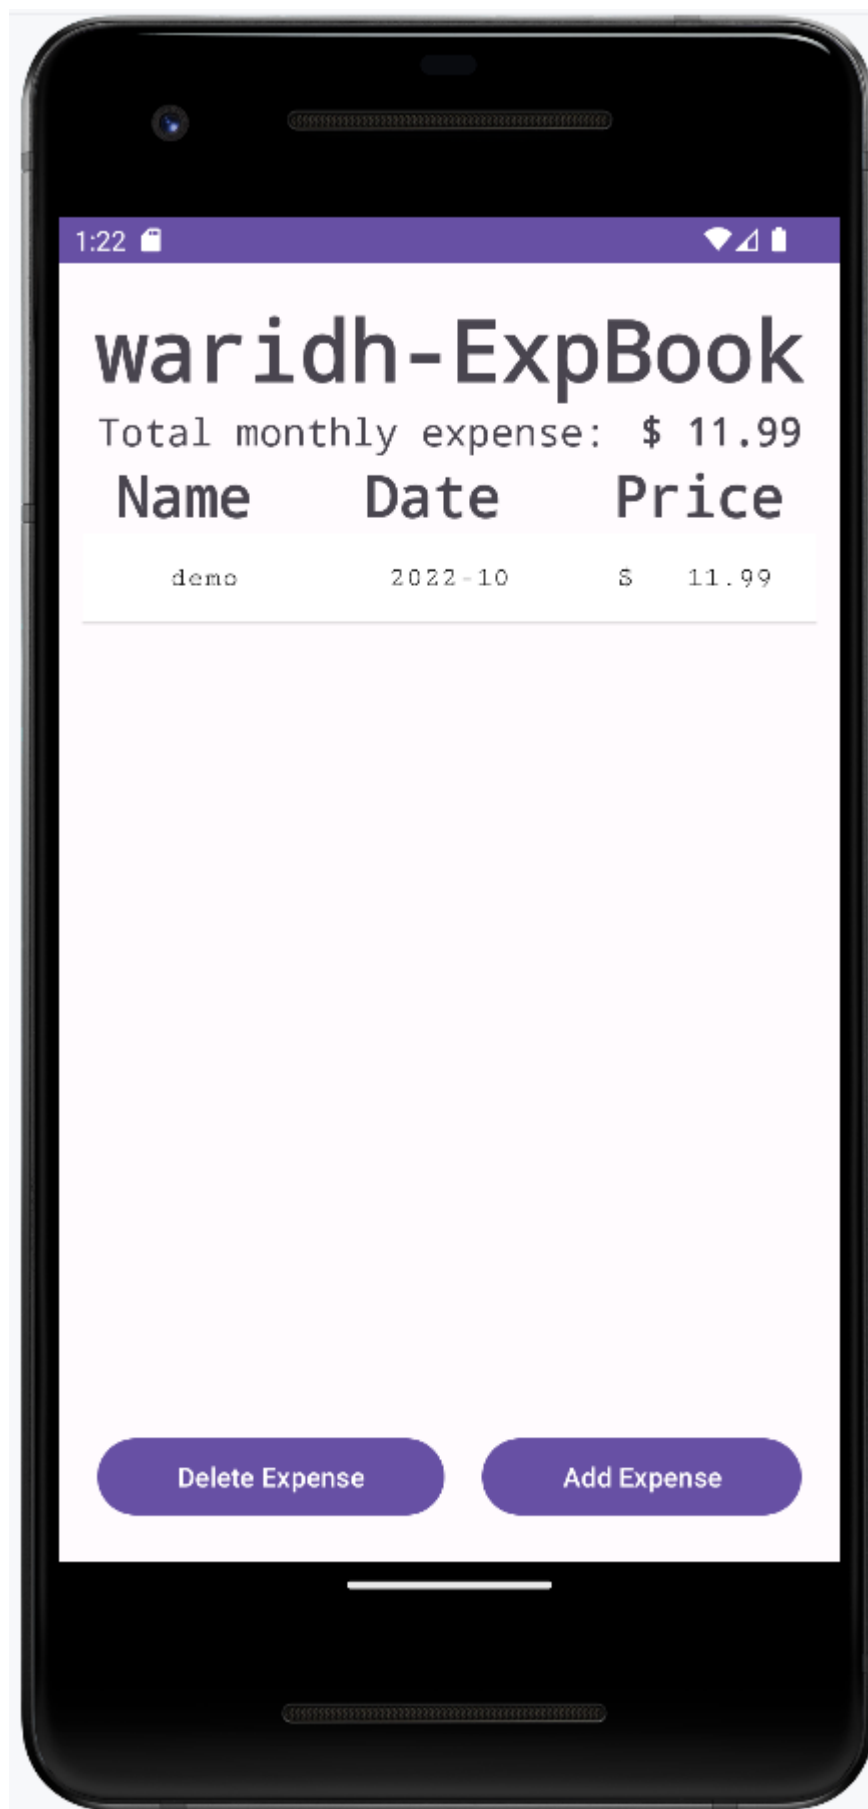 1:22
waridh-ExpBook
Total monthly expense: $ 11.99
Name Date Price
demo 2022-10 $ 11.99
Delete Expense Add Expense